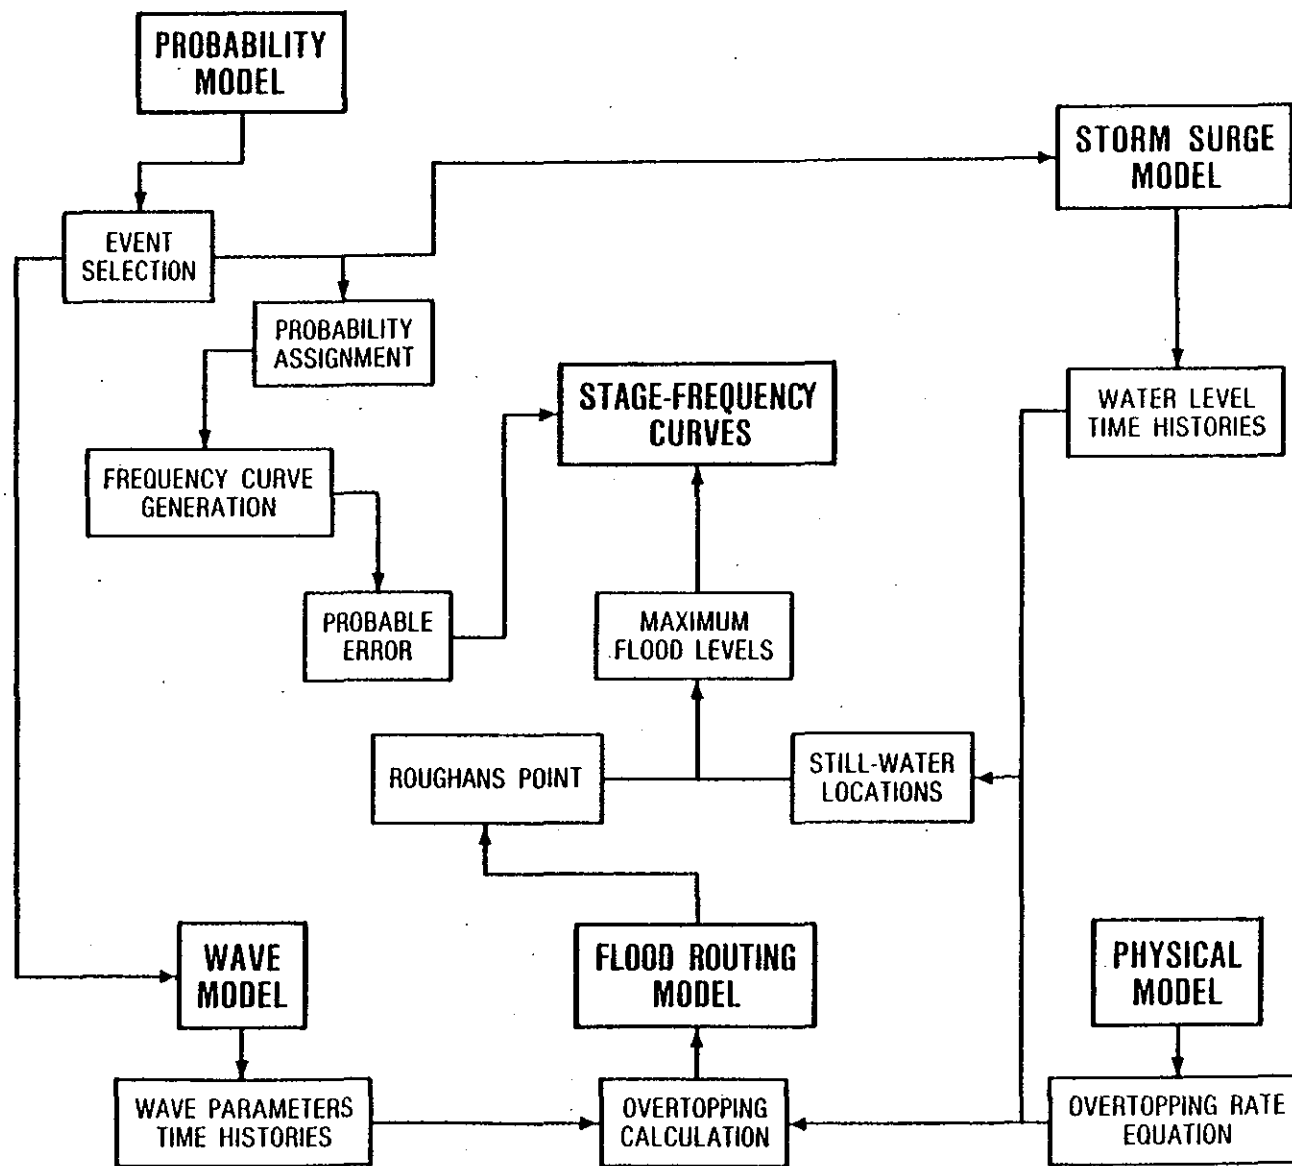 PROBABILITY
MODEL
STORM SURGE
MODEL
EVENT
SELECTION
PROBABILITY
ASSIGNMENT
STAGE-FREQUENCY
CURVES
WATER LEVEL
TIME HISTORIES
FREQUENCY CURVE
GENERATION
PROBABLE
ERROR
MAXIMUM
FLOOD LEVELS
ROUGHANS POINT
STILL-WATER
LOCATIONS
WAVE
MODEL
FLOOD ROUTING
MODEL
PHYSICAL
MODEL
WAVE PARAMETERS
TIME HISTORIES
OVERTOPPING
CALCULATION
OVERTOPPING RATE
EQUATION